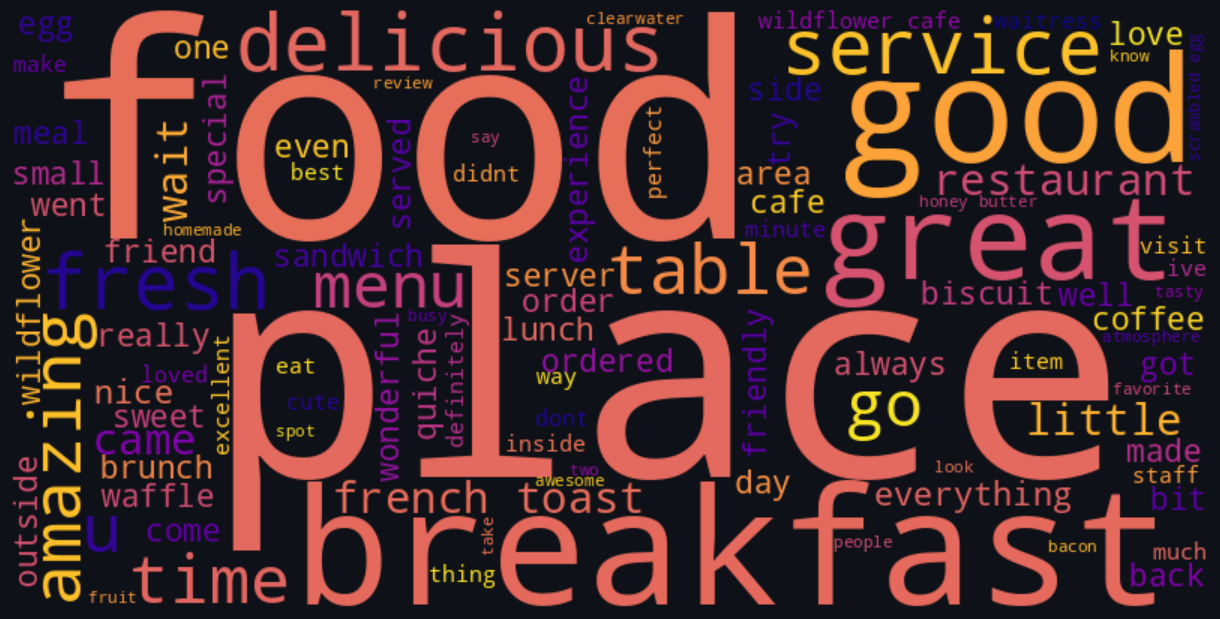 food
place
breakfast
good
great
delicious
service
table
fresh
menu
amazing
time
french toast
restaurant
go
little
love
know
one
egg
make
meal
small
went
wait
special
homemade
friend
review
even
best
served
say
didnt
experience
perfect
clearwater
wildflower cafe
waitress
side
try
area
cafe
minute
scrambled egg
honey butter
visit
ive
tasty
biscuit
well
coffee
atmosphere
got
favorite
sandwich
server
order
lunch
ordered
way
busy
wonderful
quiche
definitely
wildflower
really
loved
nice
sweet
came
brunch
waffle
excellent
outside
u
come
fruit
eat
cute
spot
dont
inside
two
awesome
friendly
always
item
look
day
everything
made
staff
bit
much
back
people
bacon
take
thing